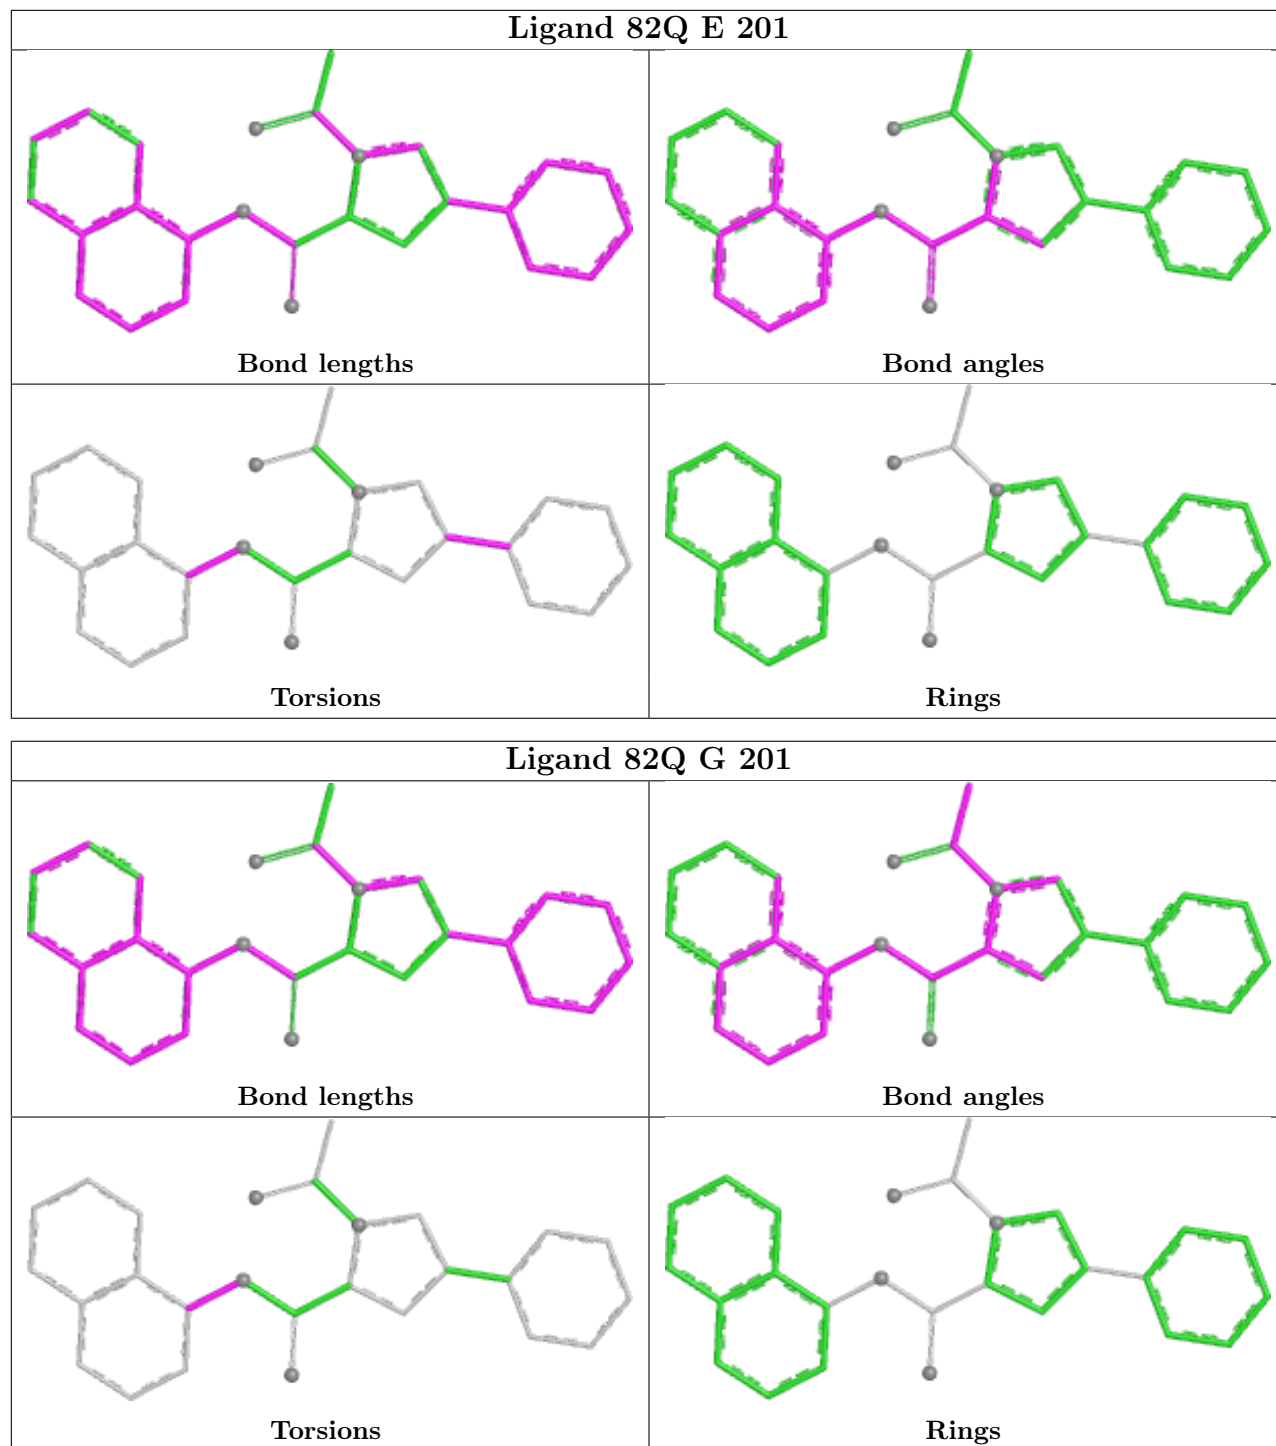 Ligand 82Q E 201
Bond lengths
Bond angles
Torsions
Rings
Ligand 82Q G 201
Bond lengths
Bond angles
Torsions
Rings